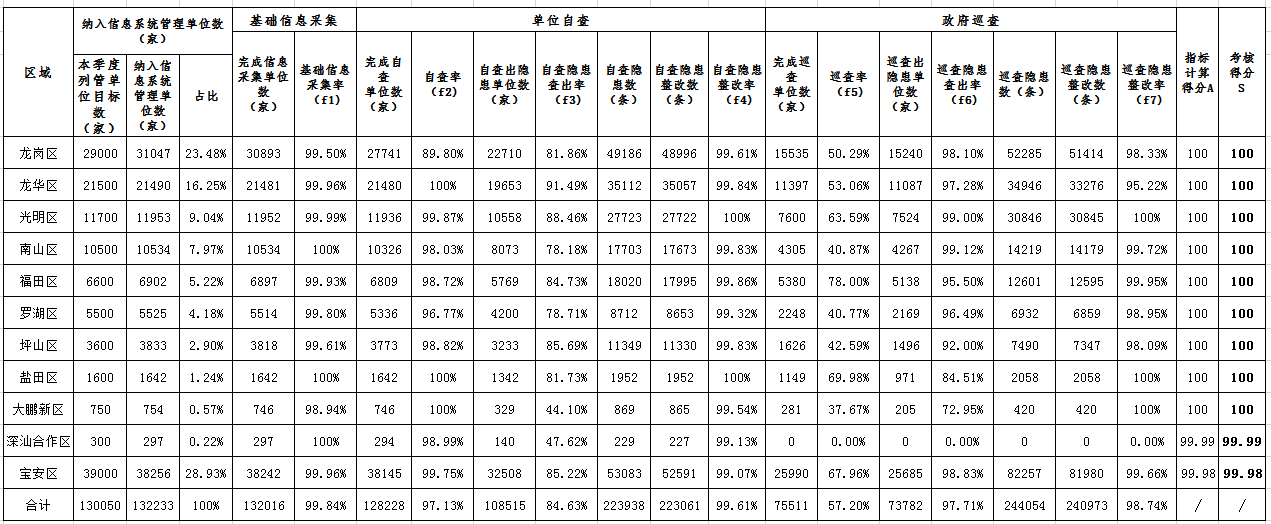 区域 纳入信息系统管理单位数（家） 基础信息采集 单位自查 政府巡查 指标计算得分A 考核得分S
本季度列管单位目标数（家） 纳入信息系统管理单位数（家） 占比 完成信息采集单位数（家） 基础信息采集率（f1） 完成自查单位数（家） 自查率（f2） 自查出隐患单位数（家） 自查隐患查出率（f3） 自查隐患数（条） 自查隐患整改数（条） 自查隐患整改率（f4） 完成巡查单位数（家） 巡查率（f5） 巡查出隐患单位数（家） 巡查隐患查出率（f6） 巡查隐患数（条） 巡查隐患整改数（条） 巡查隐患整改率（f7）
龙岗区 29000 31047 23.48% 30893 99.50% 27741 89.80% 22710 81.86% 49186 48996 99.61% 15535 50.29% 15240 98.10% 52285 51414 98.33% 100 100
龙华区 21500 21490 16.25% 21481 99.96% 21480 100% 19653 91.49% 35112 35057 99.84% 11397 53.06% 11087 97.28% 34946 33276 95.22% 100 100
光明区 11700 11953 9.04% 11952 99.99% 11936 99.87% 10558 88.46% 27723 27722 100% 7600 63.59% 7524 99.00% 30846 30845 100% 100 100
南山区 10500 10534 7.97% 10534 100% 10326 98.03% 8073 78.18% 17703 17673 99.83% 4305 40.87% 4267 99.12% 14219 14179 99.72% 100 100
福田区 6600 6902 5.22% 6897 99.93% 6809 98.72% 5769 84.73% 18020 17995 99.86% 5380 78.00% 5138 95.50% 12601 12595 99.95% 100 100
罗湖区 5500 5525 4.18% 5514 99.80% 5336 96.77% 4200 78.71% 8712 8653 99.32% 2248 40.77% 2169 96.49% 6932 6859 98.95% 100 100
坪山区 3600 3833 2.90% 3818 99.61% 3773 98.82% 3233 85.69% 11349 11330 99.83% 1626 42.59% 1496 92.00% 7490 7347 98.09% 100 100
盐田区 1600 1642 1.24% 1642 100% 1642 100% 1342 81.73% 1952 1952 100% 1149 69.98% 971 84.51% 2058 2058 100% 100 100
大鹏新区 750 754 0.57% 746 98.94% 746 100% 329 44.10% 869 865 99.54% 281 37.67% 205 72.95% 420 420 100% 100 100
深汕合作区 300 297 0.22% 297 100% 294 98.99% 140 47.62% 229 227 99.13% 0 0.00% 0 0.00% 0 0 0.00% 99.99 99.99
宝安区 39000 38256 28.93% 38242 99.96% 38145 99.75% 32508 85.22% 53083 52591 99.07% 25990 67.96% 25685 98.83% 82257 81980 99.66% 99.98 99.98
合计 130050 132233 100% 132016 99.84% 128228 97.13% 108515 84.63% 223938 223061 99.61% 75511 57.20% 73782 97.71% 244054 240973 98.74% / /